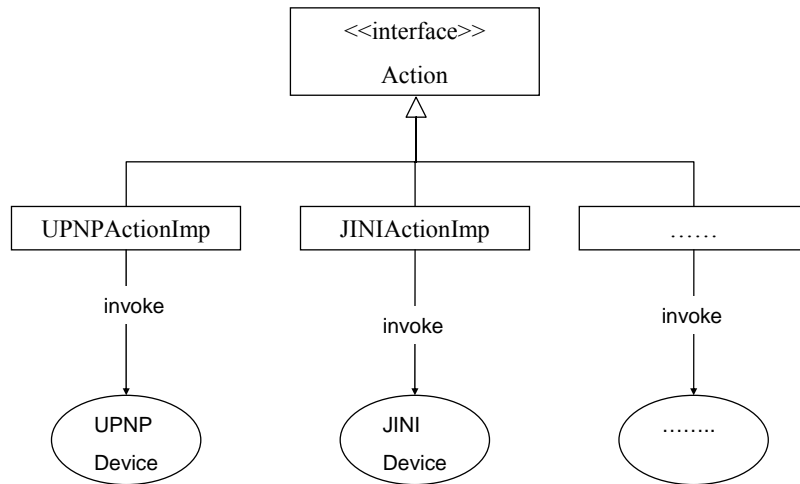 <<interface>>
Action
UPNPActionImp
JINIActionImp
……
invoke
invoke
invoke
UPNP
Device
JINI
Device
……..